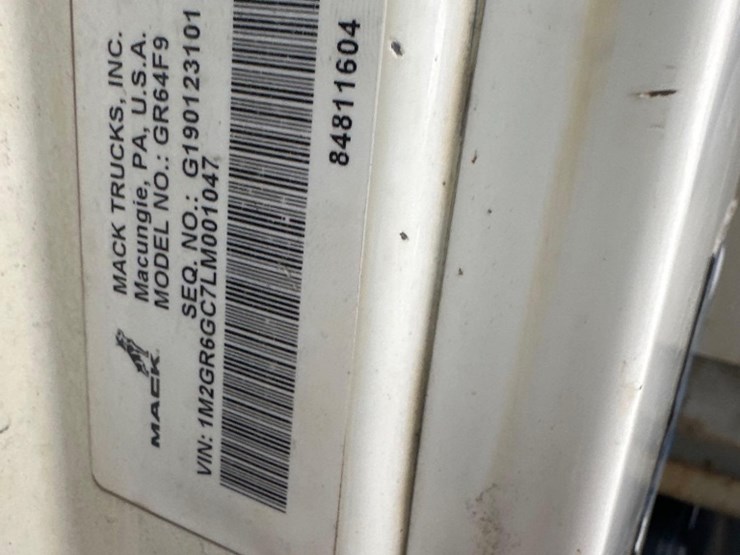 MACK
MACK TRUCKS, INC.
Macungie, PA, U.S.A.
MODEL NO.: GR64F9
SEQ. NO.: G190123101
VIN: 1M2GR6GC7LM001047
84811604